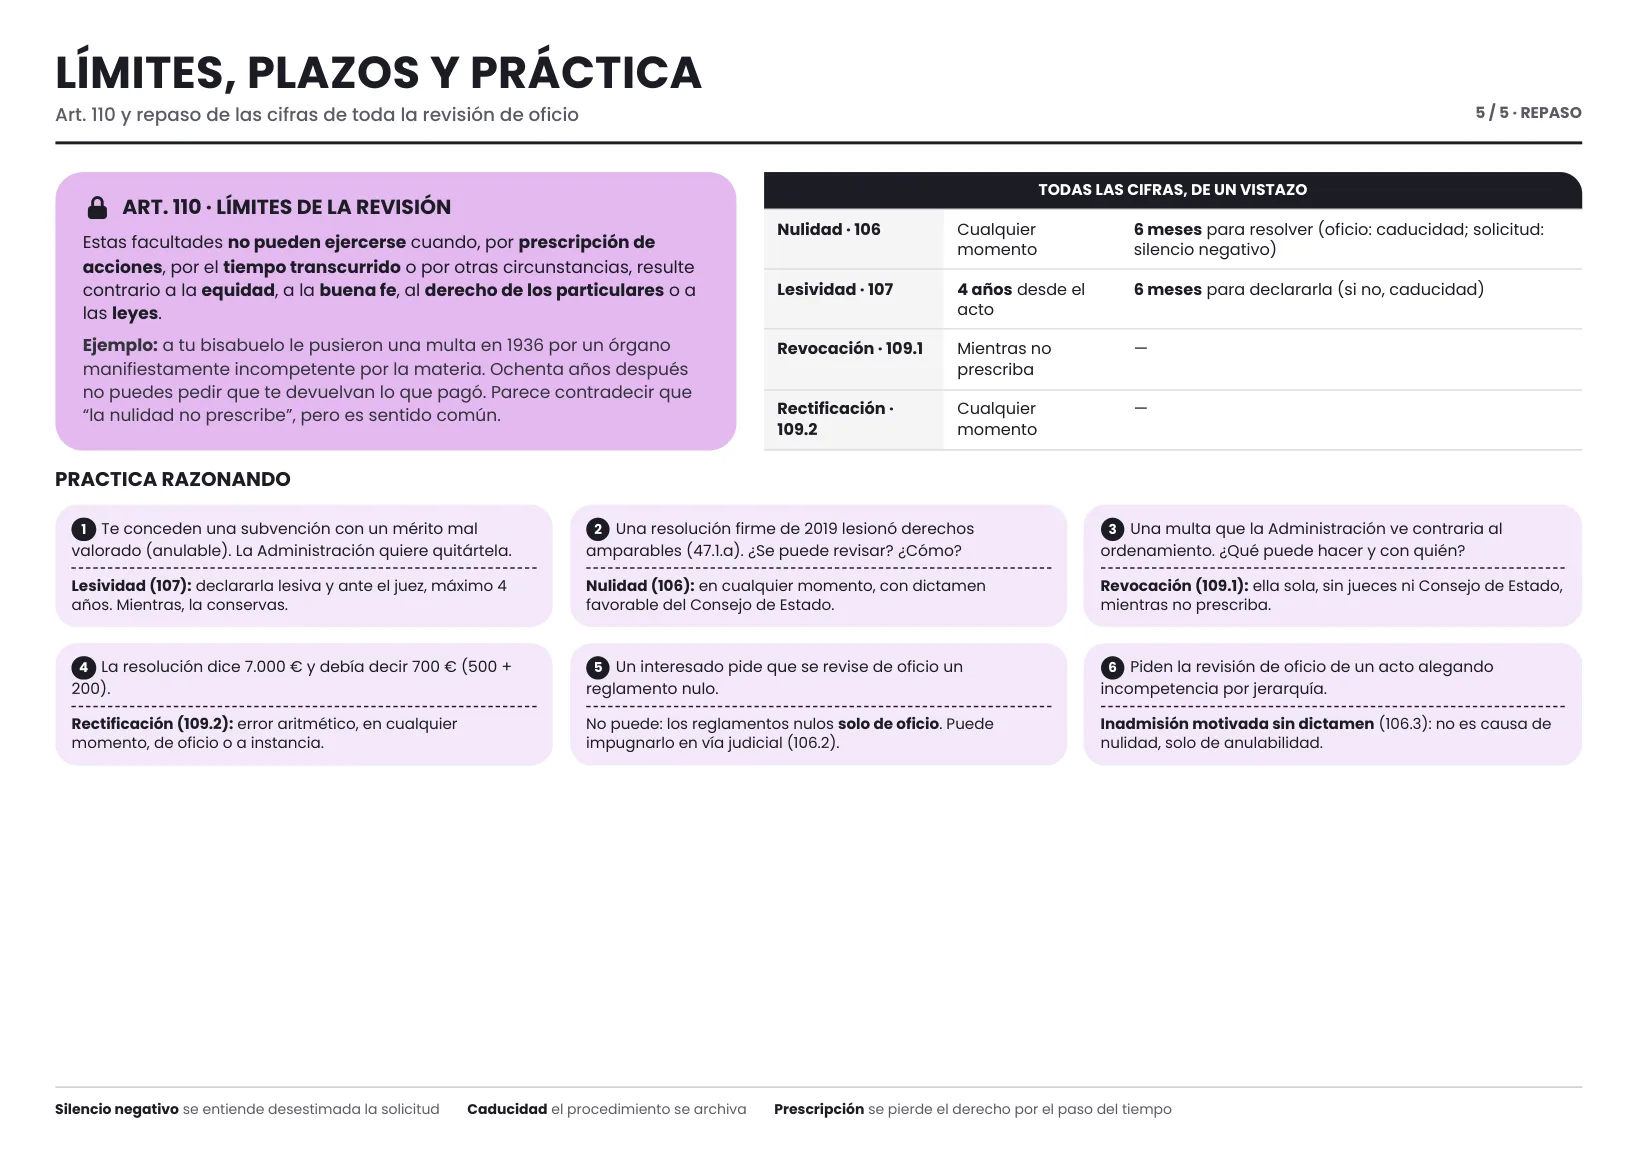 LÍMITES, PLAZOS Y PRÁCTICA
Art. 110 y repaso de las cifras de toda la revisión de oficio
5 / 5 · REPASO
ART. 110 · LÍMITES DE LA REVISIÓN
Estas facultades no pueden ejercerse cuando, por prescripción de
acciones, por el tiempo transcurrido o por otras circunstancias, resulte
contrario a la equidad, a la buena fe, al derecho de los particulares o a
las leyes.
Ejemplo: a tu bisabuelo le pusieron una multa en 1936 por un órgano
manifiestamente incompetente por la materia. Ochenta años después
no puedes pedir que te devuelvan lo que pagó. Parece contradecir que
“la nulidad no prescribe”, pero es sentido común.
TODAS LAS CIFRAS, DE UN VISTAZO
Nulidad · 106
Cualquier
momento
6 meses para resolver (oficio: caducidad; solicitud:
silencio negativo)
Lesividad · 107
4 años desde el
acto
6 meses para declararla (si no, caducidad)
Revocación · 109.1
Mientras no
prescriba
—
Rectificación ·
109.2
Cualquier
momento
—
PRACTICA RAZONANDO
1 Te conceden una subvención con un mérito mal
valorado (anulable). La Administración quiere quitártela.
Lesividad (107): declararla lesiva y ante el juez, máximo 4
años. Mientras, la conservas.
2 Una resolución firme de 2019 lesionó derechos
amparables (47.1.a). ¿Se puede revisar? ¿Cómo?
Nulidad (106): en cualquier momento, con dictamen
favorable del Consejo de Estado.
3 Una multa que la Administración ve contraria al
ordenamiento. ¿Qué puede hacer y con quién?
Revocación (109.1): ella sola, sin jueces ni Consejo de Estado,
mientras no prescriba.
4 La resolución dice 7.000 € y debía decir 700 € (500 +
200).
Rectificación (109.2): error aritmético, en cualquier
momento, de oficio o a instancia.
5 Un interesado pide que se revise de oficio un
reglamento nulo.
No puede: los reglamentos nulos solo de oficio. Puede
impugnarlo en vía judicial (106.2).
6 Piden la revisión de oficio de un acto alegando
incompetencia por jerarquía.
Inadmisión motivada sin dictamen (106.3): no es causa de
nulidad, solo de anulabilidad.
Silencio negativo se entiende desestimada la solicitud Caducidad el procedimiento se archiva Prescripción se pierde el derecho por el paso del tiempo